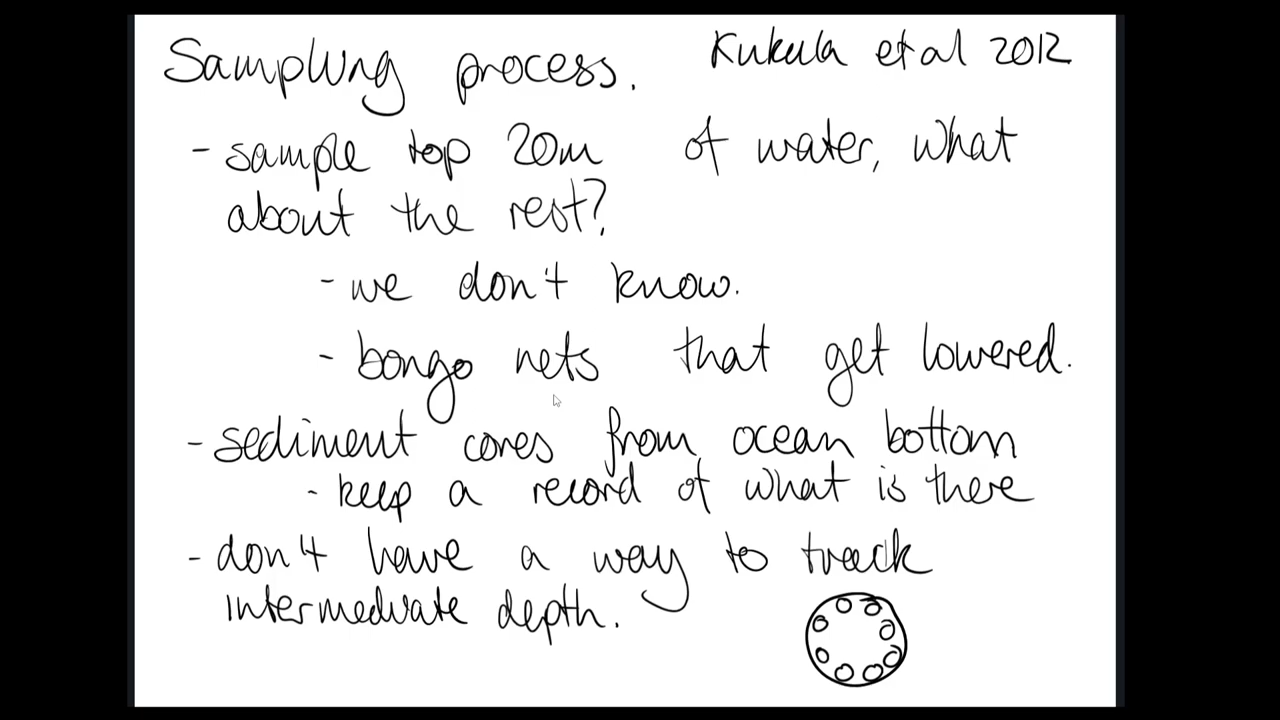 Sampling process. Kukula et al 2012
- sample top 20m of water, what
about the rest?
- we don't know.
- bongo nets that get lowered.
- sediment cores from ocean bottom
- keep a record of what is there
- don't have a way to track
intermediate depth.